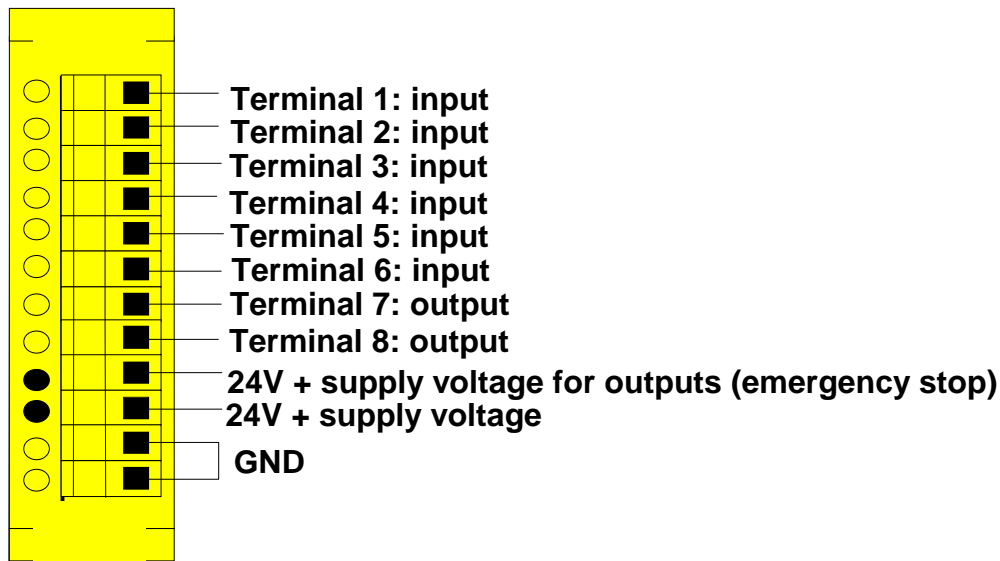 Terminal 1: input
Terminal 2: input
Terminal 3: input
Terminal 4: input
Terminal 5: input
Terminal 6: input
Terminal 7: output
Terminal 8: output
24V + supply voltage for outputs (emergency stop)
24V + supply voltage
GND